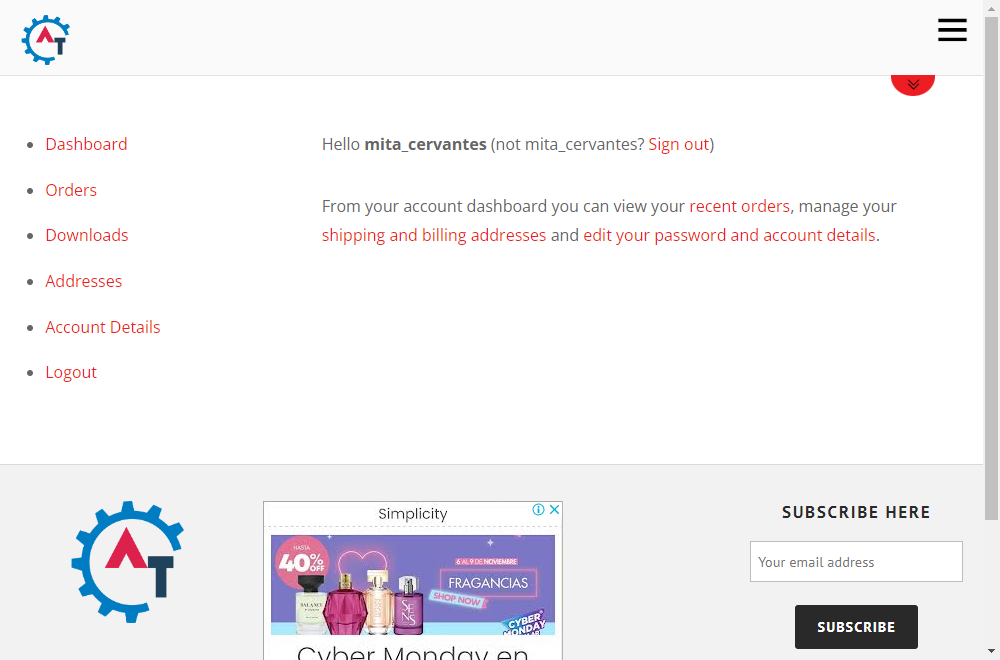 AT
Dashboard
Orders
Downloads
Addresses
Account Details
Logout
Hello mita_cervantes (not mita_cervantes? Sign out)
From your account dashboard you can view your recent orders, manage your
shipping and billing addresses and edit your password and account details.
AT
Simplicity
HASTA
40%
OFF
6 AL 9 DE NOVIEMBRE
FRAGANCIAS
SHOP NOW
CYBER
MONDAY
Cyber Monday en
SUBSCRIBE HERE
Your email address
SUBSCRIBE